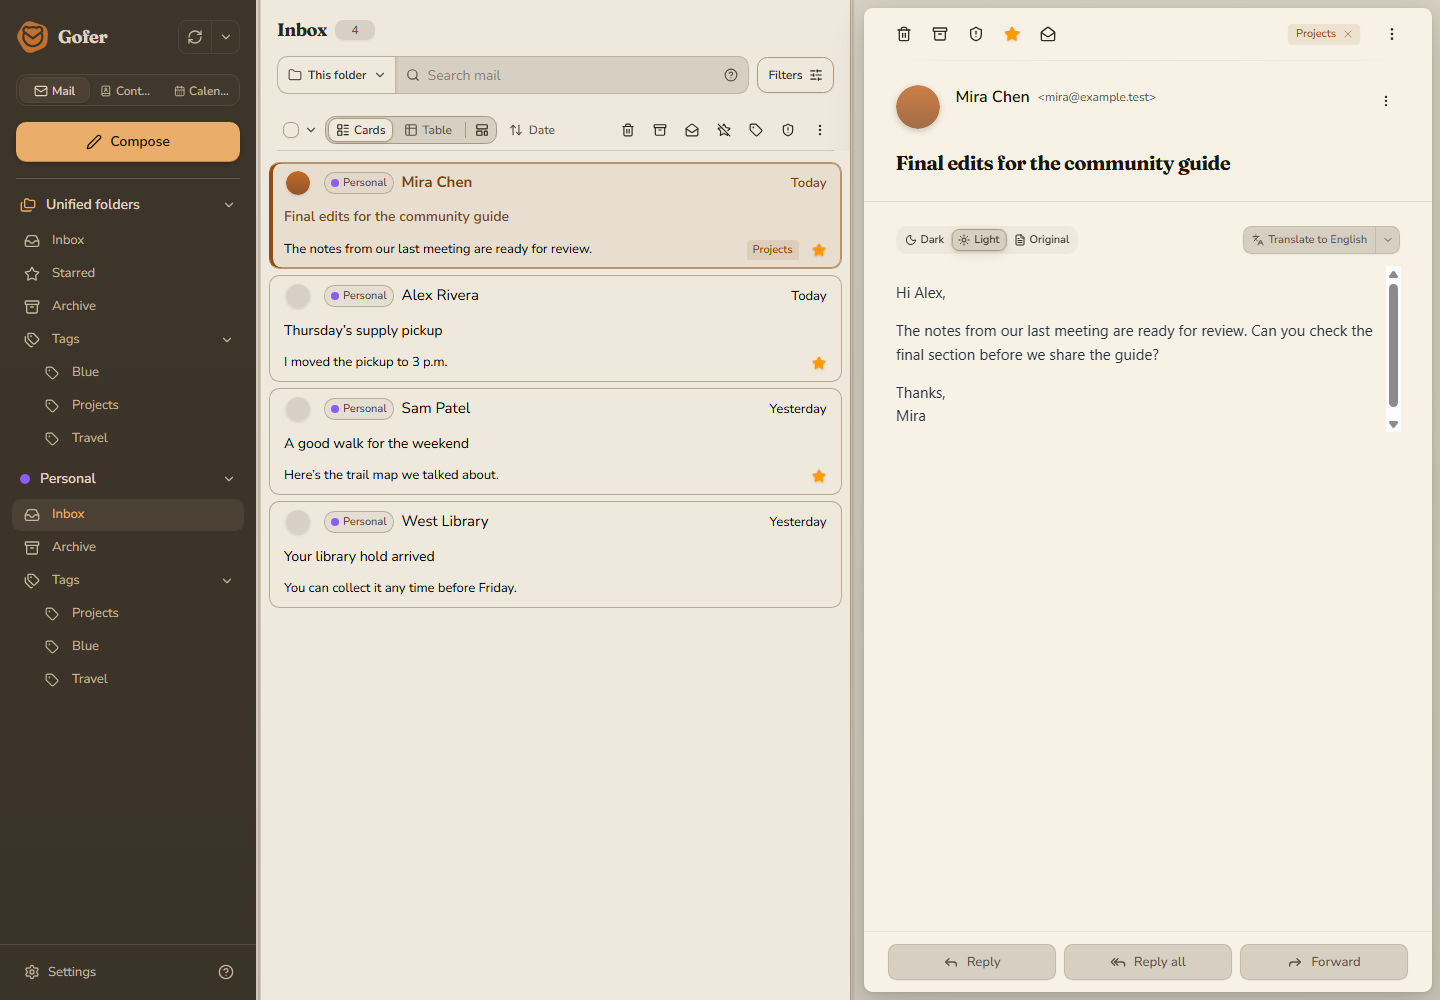 Gofer
Mail
Cont...
Calen...
Compose
Unified folders
Inbox
Starred
Archive
Tags
Blue
Projects
Travel
Personal
Inbox
Archive
Tags
Projects
Blue
Travel
Settings
Inbox 4
This folder
Search mail
Filters
Cards
Table
Date
Personal Mira Chen Today
Final edits for the community guide
The notes from our last meeting are ready for review. Projects
Personal Alex Rivera Today
Thursday’s supply pickup
I moved the pickup to 3 p.m.
Personal Sam Patel Yesterday
A good walk for the weekend
Here’s the trail map we talked about.
Personal West Library Yesterday
Your library hold arrived
You can collect it any time before Friday.
Projects
Mira Chen <mira@example.test>
Final edits for the community guide
Dark
Light
Original
Translate to English
Hi Alex,
The notes from our last meeting are ready for review. Can you check the
final section before we share the guide?
Thanks,
Mira
Reply
Reply all
Forward